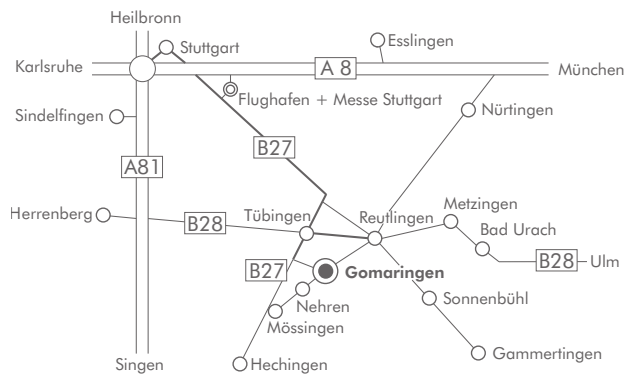 Heilbronn
Stuttgart
Esslingen
Karlsruhe
A 8
München
Flughafen + Messe Stuttgart
Nürtingen
Sindelfingen
B27
A81
Metzingen
Herrenberg
B28
Tübingen
Reutlingen
Bad Urach
B28
Ulm
B27
Gomaringen
Nehren
Sonnenbühl
Mössingen
Singen
Hechingen
Gammertingen